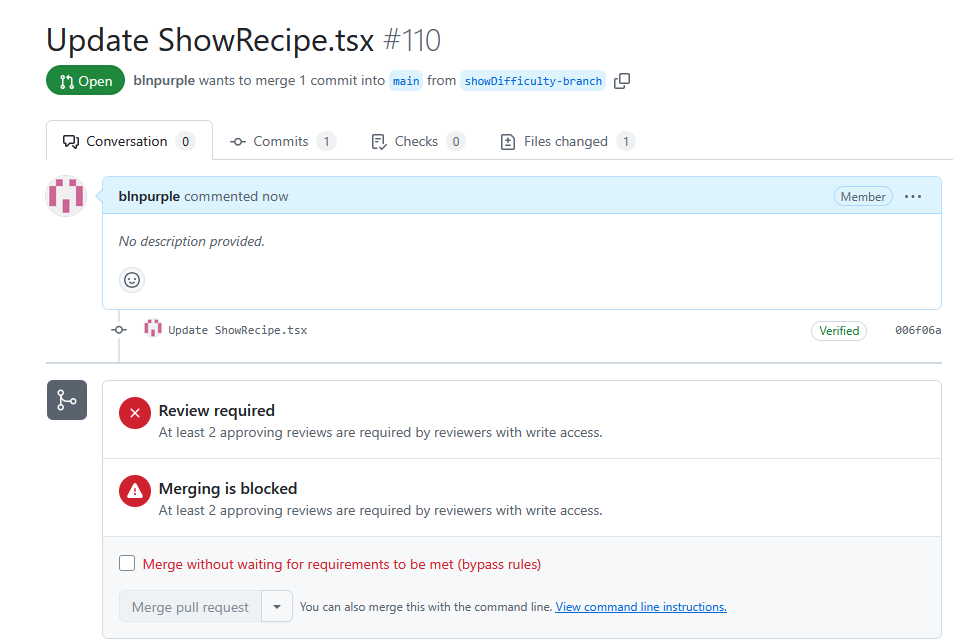 Update ShowRecipe.tsx #110
Open blnpurple wants to merge 1 commit into main from showDifficulty-branch
Conversation 0 Commits 1 Checks 0 Files changed 1
blnpurple commented now Member
No description provided.
Update ShowRecipe.tsx Verified 006f06a
Review required
At least 2 approving reviews are required by reviewers with write access.
Merging is blocked
At least 2 approving reviews are required by reviewers with write access.
Merge without waiting for requirements to be met (bypass rules)
Merge pull request You can also merge this with the command line. View command line instructions.